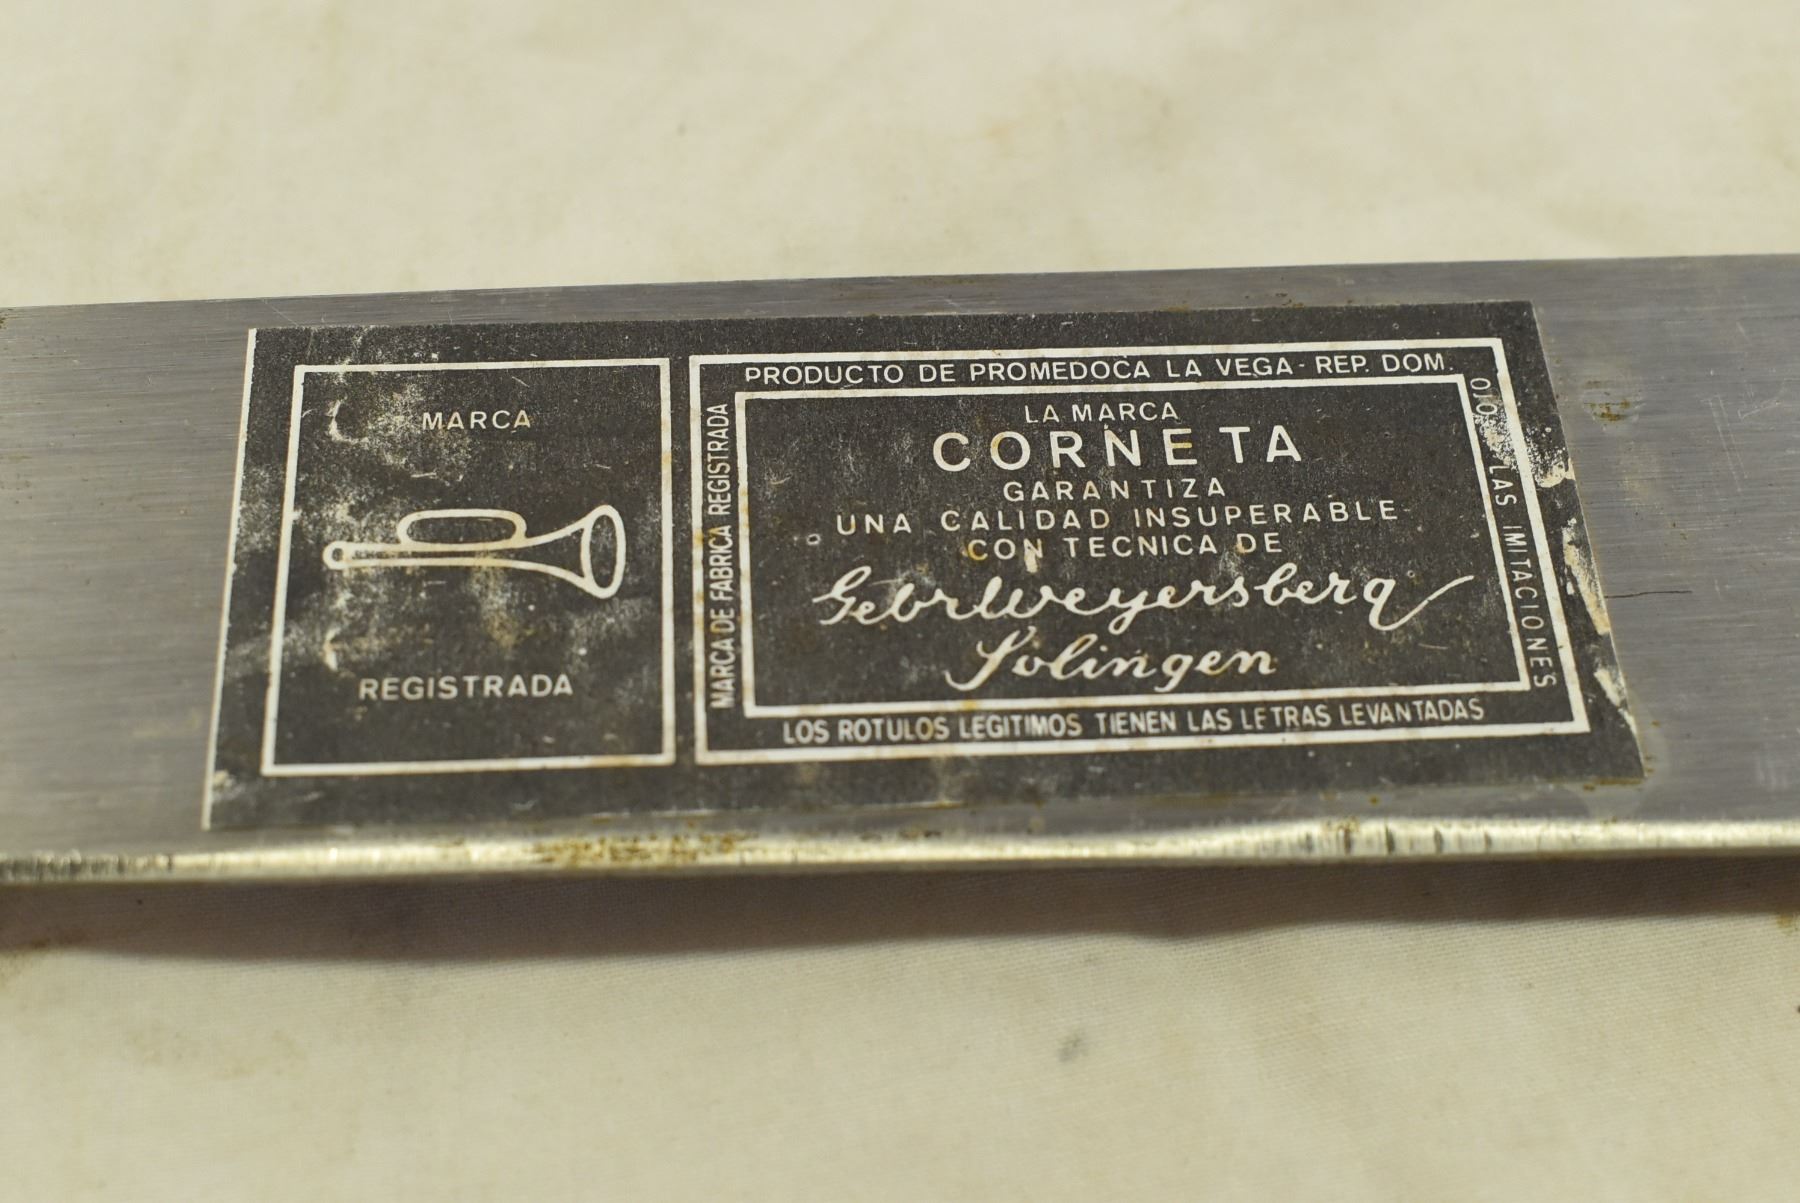 MARCA
REGISTRADA
PRODUCTO DE PROMEDOCA LA VEGA - REP. DOM.
MARCA DE FABRICA REGISTRADA
LA MARCA
CORNETA
GARANTIZA
UNA CALIDAD INSUPERABLE
CON TECNICA DE
Gebr Weyersberg
Solingen
OJO LAS IMITACIONES
LOS ROTULOS LEGITIMOS TIENEN LAS LETRAS LEVANTADAS